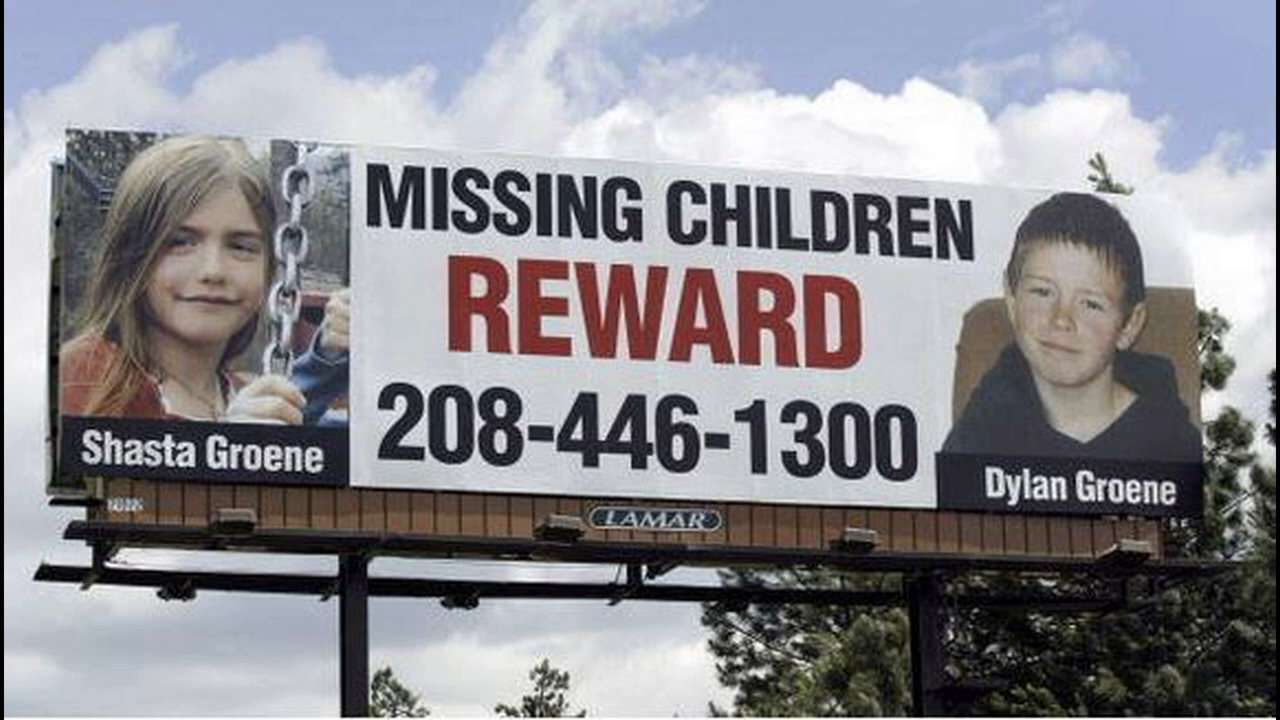 MISSING CHILDREN
REWARD
208-446-1300
Shasta Groene
Dylan Groene
LAMAR